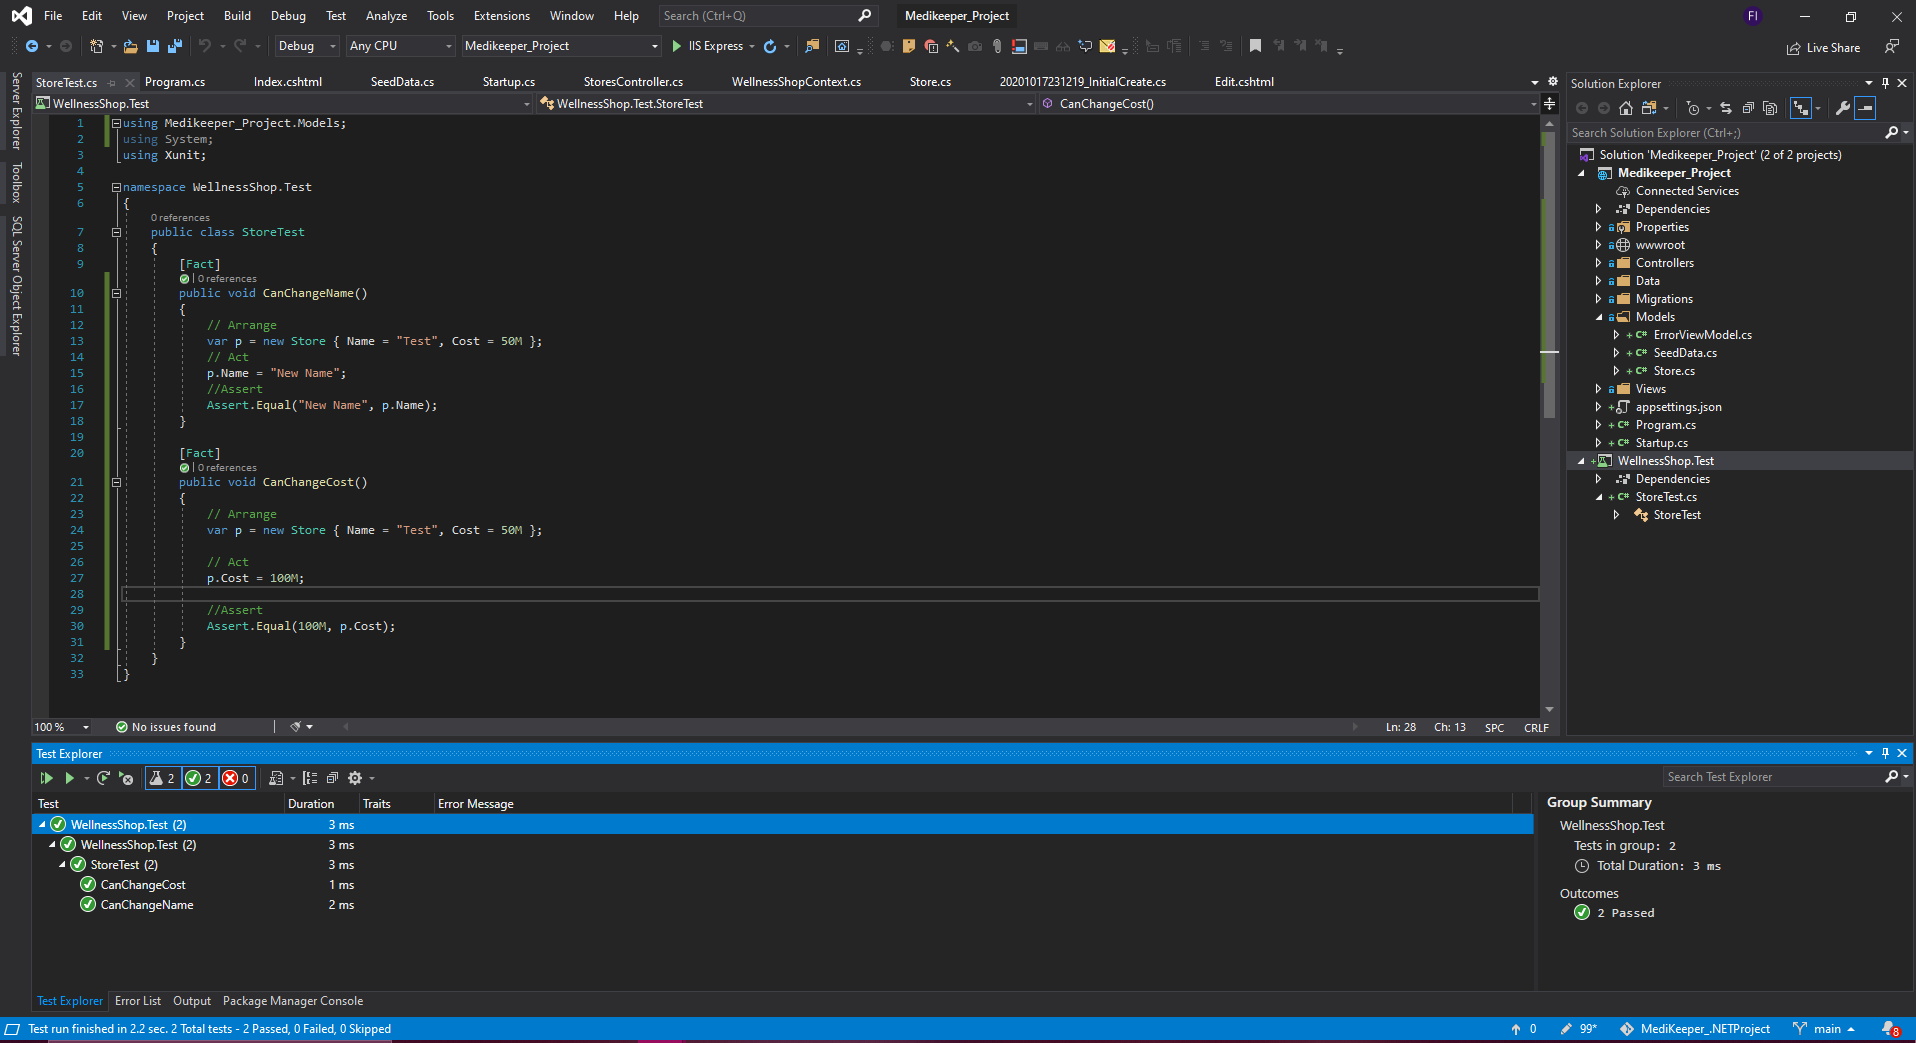 File Edit View Project Build Debug Test Analyze Tools Extensions Window Help Search (Ctrl+Q) Medikeeper_Project FI
Debug Any CPU Medikeeper_Project IIS Express Live Share
Server Explorer
Toolbox
SQL Server Object Explorer
StoreTest.cs Program.cs Index.cshtml SeedData.cs Startup.cs StoresController.cs WellnessShopContext.cs Store.cs 20201017231219_InitialCreate.cs Edit.cshtml
WellnessShop.Test WellnessShop.Test.StoreTest CanChangeCost()
1 using Medikeeper_Project.Models;
2 using System;
3 using Xunit;
4
5 namespace WellnessShop.Test
6 {
0 references
7 public class StoreTest
8 {
9 [Fact]
| 0 references
10 public void CanChangeName()
11 {
12 // Arrange
13 var p = new Store { Name = "Test", Cost = 50M };
14 // Act
15 p.Name = "New Name";
16 //Assert
17 Assert.Equal("New Name", p.Name);
18 }
19
20 [Fact]
| 0 references
21 public void CanChangeCost()
22 {
23 // Arrange
24 var p = new Store { Name = "Test", Cost = 50M };
25
26 // Act
27 p.Cost = 100M;
28
29 //Assert
30 Assert.Equal(100M, p.Cost);
31 }
32 }
33 }
100 % No issues found Ln: 28 Ch: 13 SPC CRLF
Solution Explorer
Search Solution Explorer (Ctrl+;)
Solution 'Medikeeper_Project' (2 of 2 projects)
Medikeeper_Project
Connected Services
Dependencies
Properties
wwwroot
Controllers
Data
Migrations
Models
C# ErrorViewModel.cs
C# SeedData.cs
C# Store.cs
Views
appsettings.json
C# Program.cs
C# Startup.cs
WellnessShop.Test
Dependencies
C# StoreTest.cs
StoreTest
Test Explorer
2 2 0 Search Test Explorer
Test Duration Traits Error Message
WellnessShop.Test (2) 3 ms
WellnessShop.Test (2) 3 ms
StoreTest (2) 3 ms
CanChangeCost 1 ms
CanChangeName 2 ms
Group Summary
WellnessShop.Test
Tests in group: 2
Total Duration: 3 ms
Outcomes
2 Passed
Test Explorer Error List Output Package Manager Console
Test run finished in 2.2 sec. 2 Total tests - 2 Passed, 0 Failed, 0 Skipped 0 99* MediKeeper_.NETProject main 8